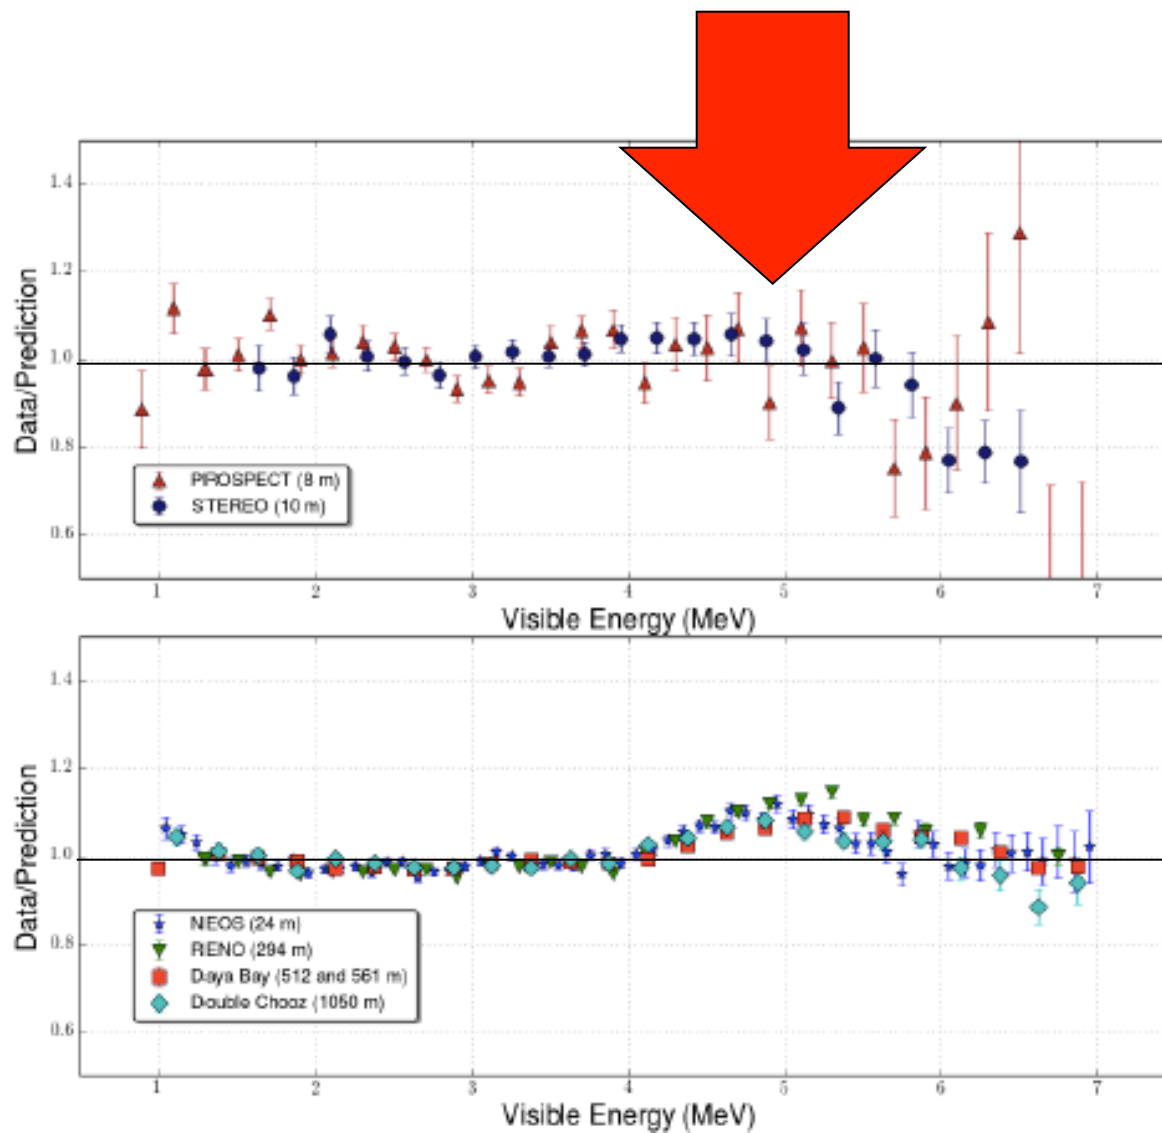 1.4
1.2
1.0
0.8
0.6
Data/Prediction
PROSPECT (8 m)
STEREO (10 m)
1 2 3 4 5 6 7
Visible Energy (MeV)
1.4
1.2
1.0
0.8
0.6
Data/Prediction
NEOS (24 m)
RENO (294 m)
Daya Bay (512 and 561 m)
Double Chooz (1050 m)
1 2 3 4 5 6 7
Visible Energy (MeV)